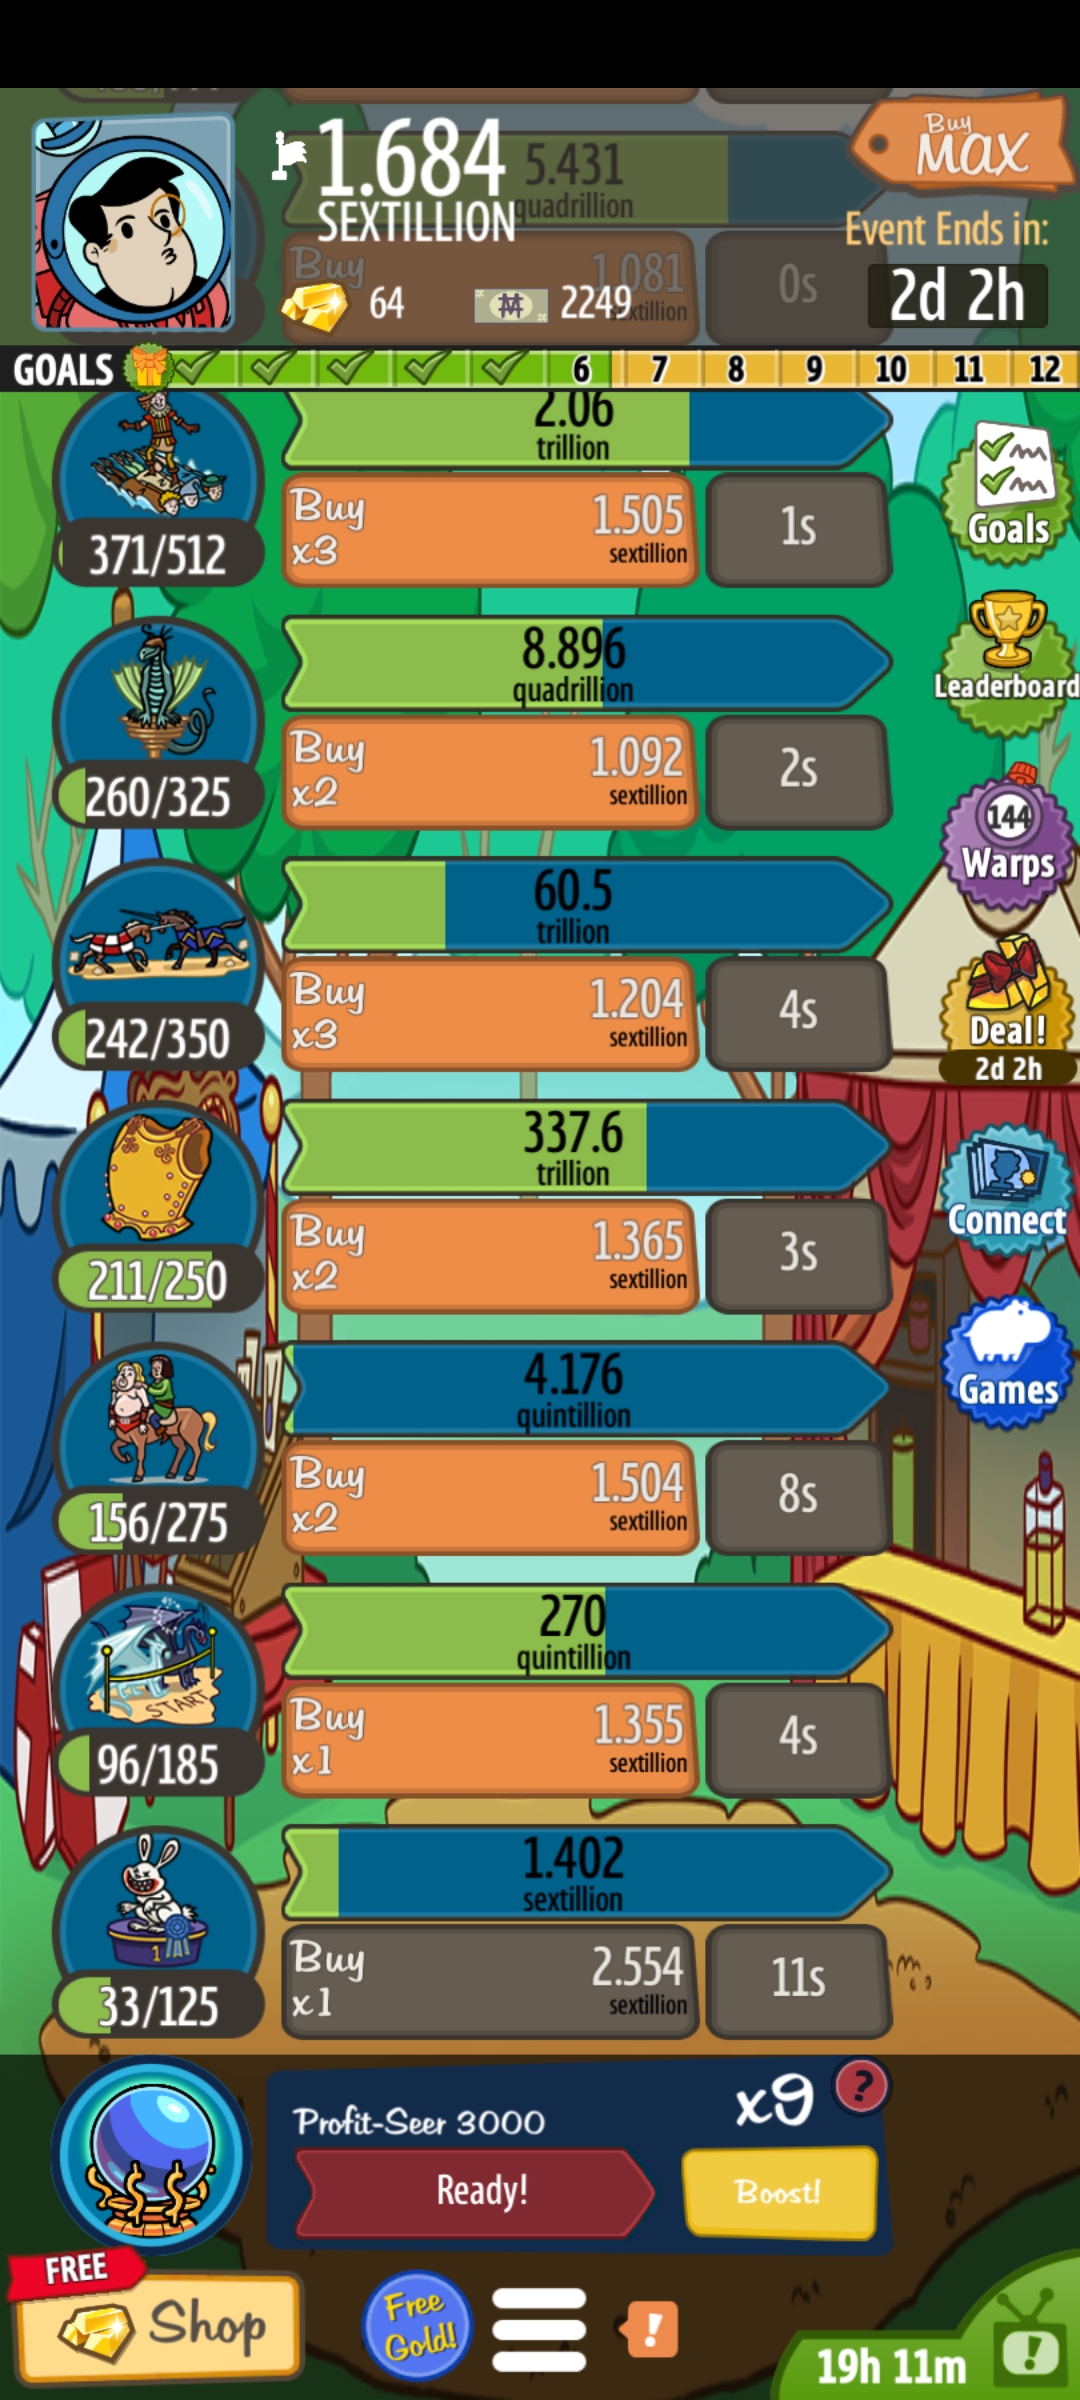 1.684
SEXTILLION
5.431
quadrillion
Buy
MAX
Event Ends in:
2d 2h
Buy
1.081
sextillion
0s
64
2249
GOALS
6
7
8
9
10
11
12
2.06
trillion
371/512
Buy
x3
1.505
sextillion
1s
Goals
8.896
quadrillion
260/325
Buy
x2
1.092
sextillion
2s
Leaderboard
60.5
trillion
242/350
Buy
x3
1.204
sextillion
4s
144
Warps
Deal!
2d 2h
337.6
trillion
211/250
Buy
x2
1.365
sextillion
3s
Connect
4.176
quintillion
156/275
Buy
x2
1.504
sextillion
8s
Games
270
quintillion
START
96/185
Buy
x1
1.355
sextillion
4s
1.402
sextillion
1
33/125
Buy
x1
2.554
sextillion
11s
Profit-Seer 3000
x9
?
Ready!
Boost!
FREE
Shop
Free
Gold!
!
19h 11m
!